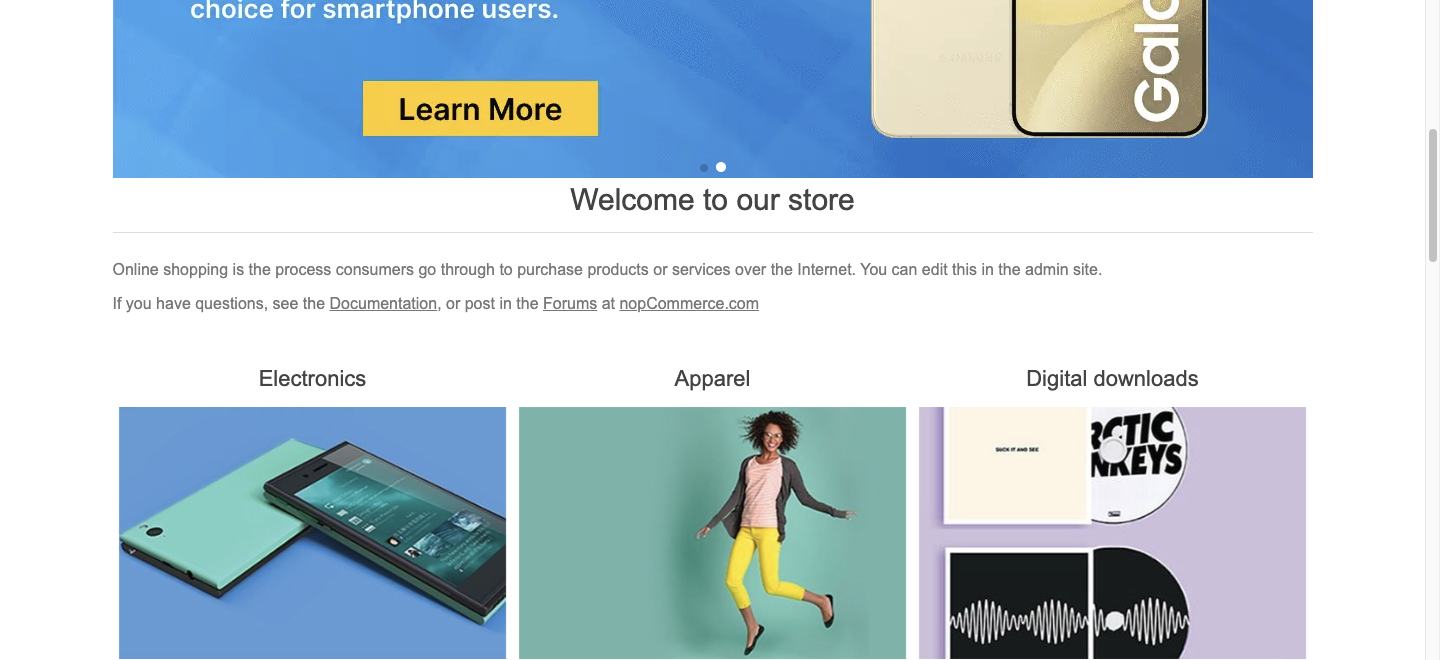 choice for smartphone users.
Learn More
Welcome to our store
Online shopping is the process consumers go through to purchase products or services over the Internet. You can edit this in the admin site.
If you have questions, see the Documentation, or post in the Forums at nopCommerce.com
Electronics
Apparel
Digital downloads
SUCK IT AND SEE